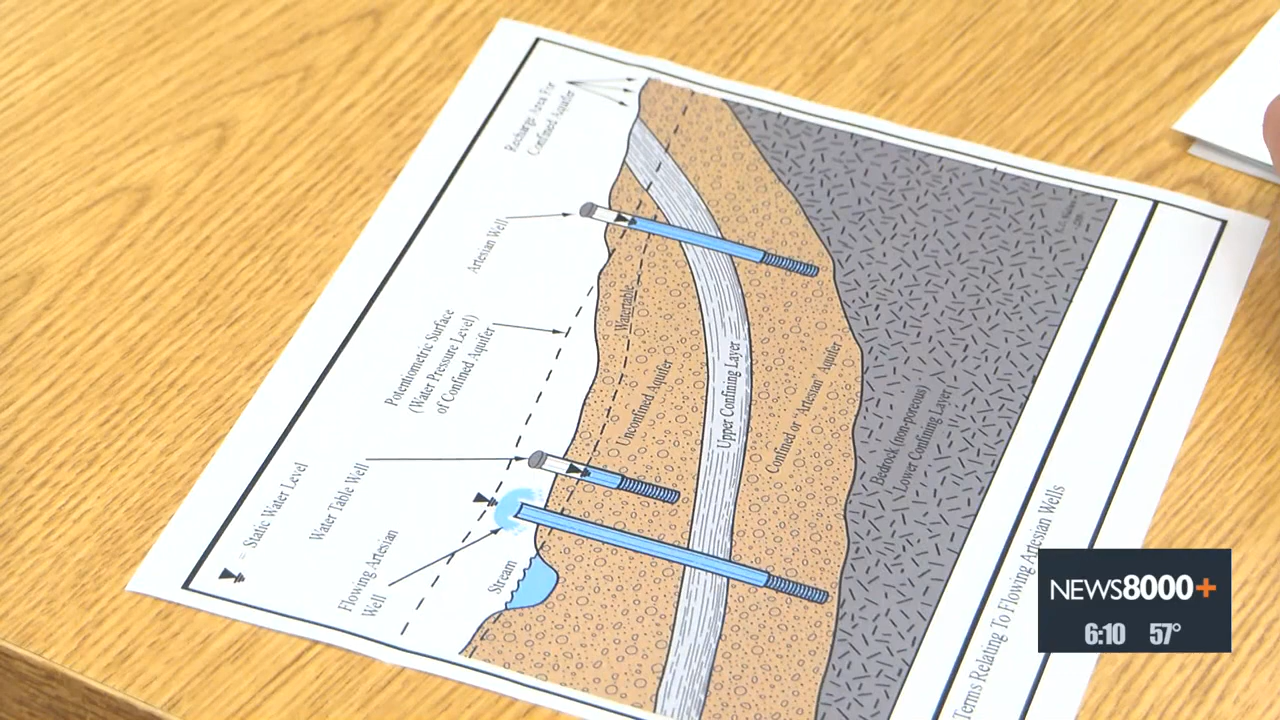 Recharge Area For
Confined Aquifer
Artesian Well
Potentiometric Surface
(Water Pressure Level)
of Confined Aquifer
Water Table Well
= Static Water Level
Flowing Artesian
Well
Stream
Watertable
Unconfined Aquifer
Upper Confining Layer
Confined or "Artesian" Aquifer
Bedrock (non-poreous)
Lower Confining Layer
Terms Relating To Flowing Artesian Wells
NEWS8000+
6:10 57°